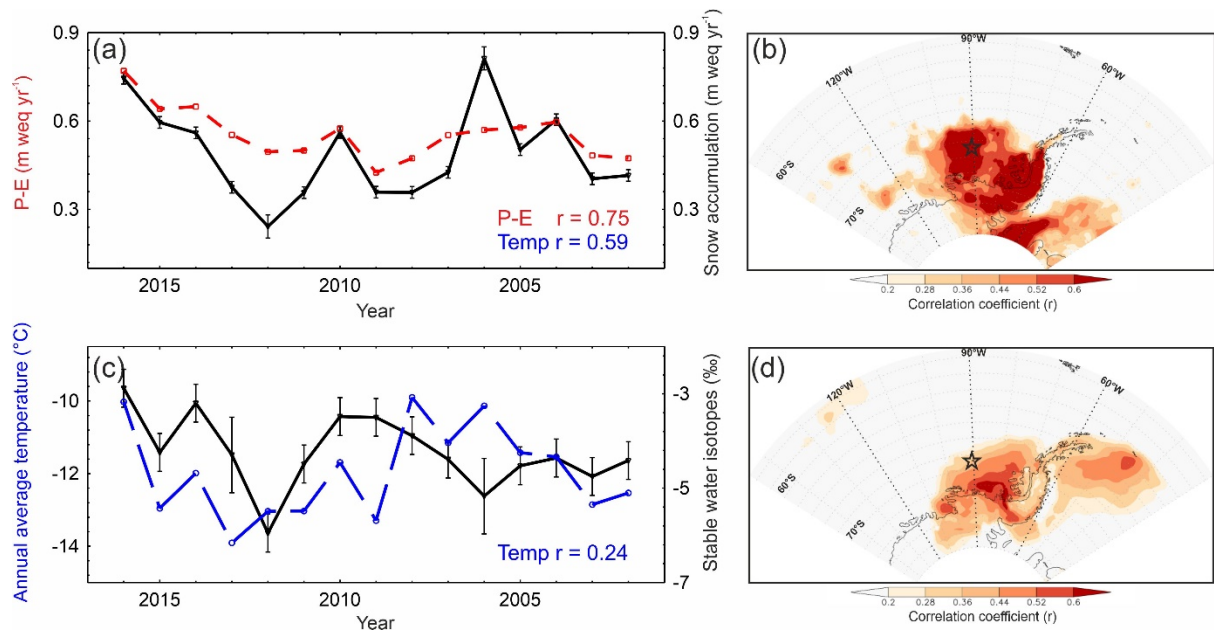 (a)
0.9
0.6
0.3
P-E (m weq yr⁻¹)
0.9
0.6
0.3
Snow accumulation (m weq yr⁻¹)
P-E r = 0.75
Temp r = 0.59
2015 2010 2005
Year
(b)
90°W
120°W
60°W
60°S
70°S
0.2 0.28 0.36 0.44 0.52 0.6
Correlation coefficient (r)
(c)
-10
-12
-14
Annual average temperature (°C)
-3
-5
-7
Stable water isotopes (‰)
Temp r = 0.24
2015 2010 2005
Year
(d)
90°W
120°W
60°W
60°S
70°S
0.2 0.28 0.36 0.44 0.52 0.6
Correlation coefficient (r)